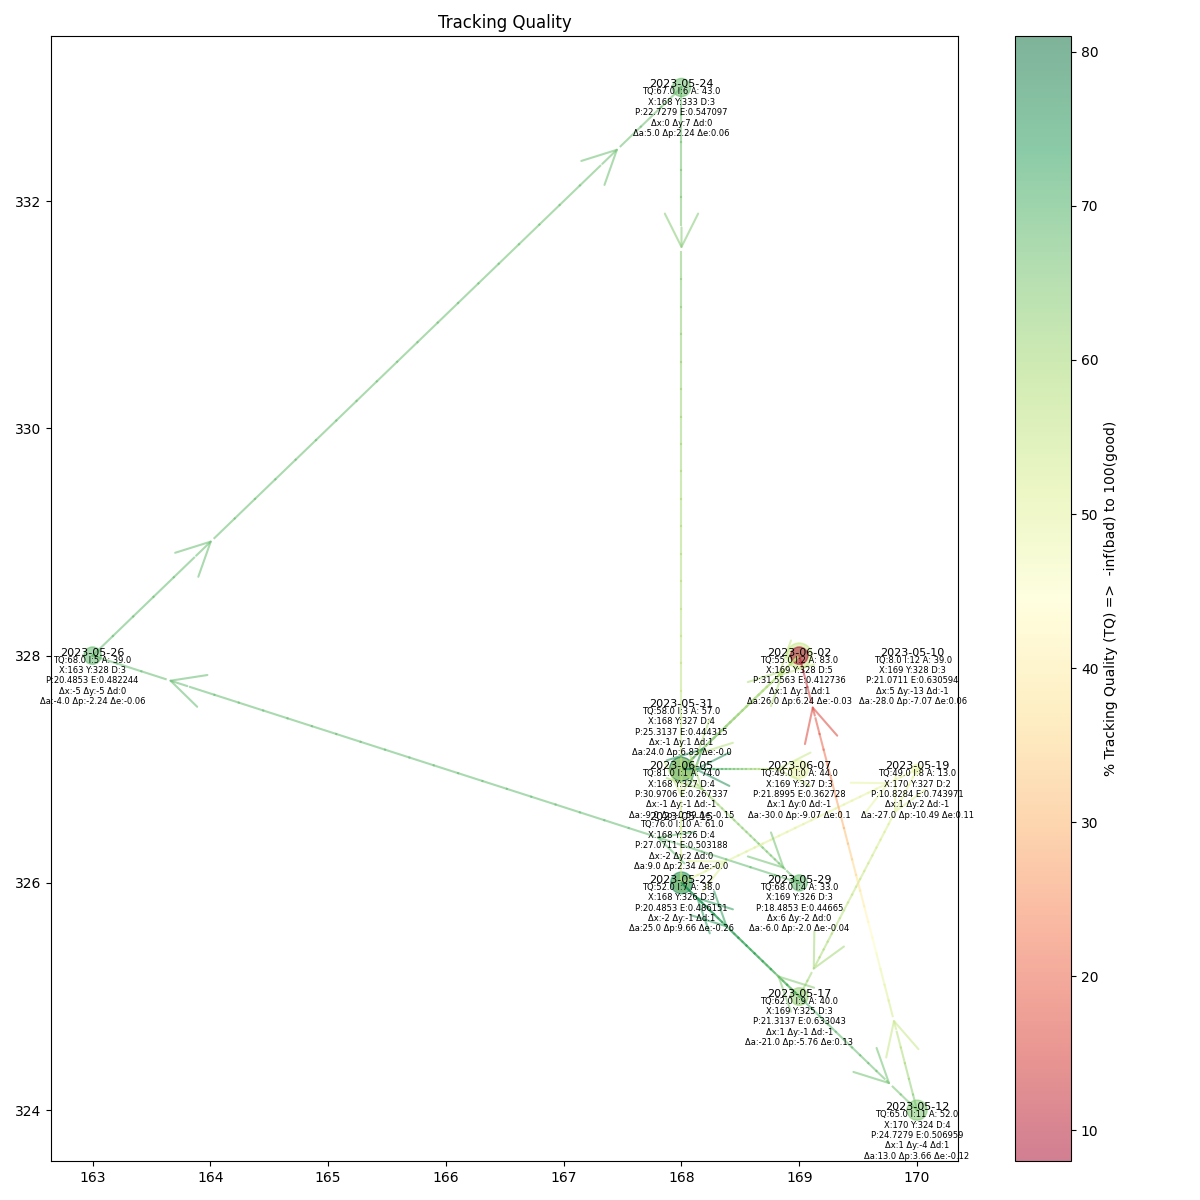 Tracking Quality
2023-05-24
TQ:67.0 I:6 A: 43.0
X:168 Y:333 D:3
P:22.7279 E:0.547097
Δx:0 Δy:7 Δd:0
Δa:5.0 Δp:2.24 Δe:0.06
2023-05-26
TQ:68.0 I:5 A: 39.0
X:163 Y:328 D:3
P:20.4853 E:0.482244
Δx:-5 Δy:-5 Δd:0
Δa:-4.0 Δp:-2.24 Δe:-0.06
2023-06-02
TQ:55.0 A: 83.0
X:169 Y:328 D:5
P:31.5563 E:0.412736
Δx:1 Δy:1 Δd:1
Δa:26.0 Δp:6.24 Δe:-0.03
2023-05-10
TQ:8.0 I:12 A: 39.0
X:169 Y:328 D:3
P:21.0711 E:0.630594
Δx:5 Δy:-13 Δd:-1
Δa:-28.0 Δp:-7.07 Δe:0.06
2023-05-31
TQ:58.0 I:3 A: 57.0
X:168 Y:327 D:4
P:25.3137 E:0.444315
Δx:-1 Δy:1 Δd:1
Δa:24.0 Δp:6.83 Δe:-0.0
2023-06-05
TQ:81.0 I:1 A: 74.0
X:168 Y:327 D:4
P:30.9706 E:0.267337
Δx:-1 Δy:-1 Δd:-1
2023-06-07
TQ:49.0 I:0 A: 44.0
X:169 Y:327 D:3
P:21.8995 E:0.362728
Δx:1 Δy:0 Δd:-1
Δa:-30.0 Δp:-9.07 Δe:0.1
2023-05-19
TQ:49.0 I:8 A: 13.0
X:170 Y:327 D:2
P:10.8284 E:0.743971
Δx:1 Δy:2 Δd:-1
Δa:-27.0 Δp:-10.49 Δe:0.11
2023-05-15
TQ:76.0 I:10 A: 61.0
X:168 Y:326 D:4
P:27.0711 E:0.503188
Δx:-2 Δy:2 Δd:0
Δa:9.0 Δp:2.34 Δe:-0.0
2023-05-22
TQ:52.0 I:7 A: 38.0
X:168 Y:326 D:3
P:20.4853 E:0.486151
Δx:-2 Δy:-1 Δd:1
Δa:25.0 Δp:9.66 Δe:-0.26
2023-05-29
TQ:68.0 I:4 A: 33.0
X:169 Y:326 D:3
P:18.4853 E:0.44665
Δx:6 Δy:-2 Δd:0
Δa:-6.0 Δp:-2.0 Δe:-0.04
2023-05-17
TQ:62.0 I:9 A: 40.0
X:169 Y:325 D:3
P:21.3137 E:0.633043
Δx:1 Δy:-1 Δd:-1
Δa:-21.0 Δp:-5.76 Δe:0.13
2023-05-12
TQ:65.0 I:11 A: 52.0
X:170 Y:324 D:4
P:24.7279 E:0.506959
Δx:1 Δy:-4 Δd:1
Δa:13.0 Δp:3.66 Δe:-0.12
332
330
328
326
324
163
164
165
166
167
168
169
170
80
70
60
50
40
30
20
10
% Tracking Quality (TQ) =>  -inf(bad) to 100(good)